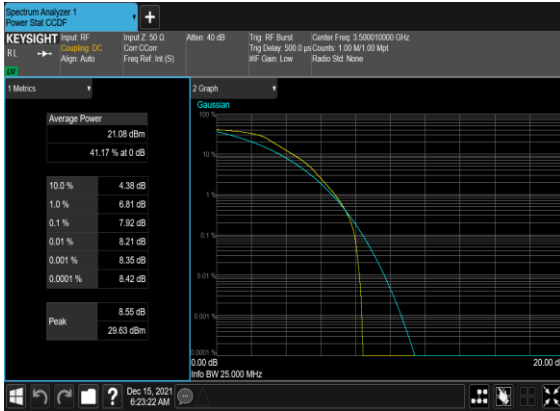 Spectrum Analyzer 1
Power Stat CCDF
KEYSIGHT
RL
Input: RF
Coupling: DC
Align: Auto
Input Z: 50 Ω
Corr CCorr
Freq Ref: Int (S)
Atten: 40 dB
Trig: RF Burst
Trig Delay: 500.0 µs
#IF Gain: Low
Center Freq: 3.500010000 GHz
Counts: 1.00 M/1.00 Mpt
Radio Std: None
1 Metrics
Average Power
21.08 dBm
41.17 % at 0 dB
10.0 % 4.38 dB
1.0 % 6.81 dB
0.1 % 7.92 dB
0.01 % 8.21 dB
0.001 % 8.35 dB
0.0001 % 8.42 dB
Peak
8.55 dB
29.63 dBm
2 Graph
Gaussian
100 %
10 %
1 %
0.1 %
0.01 %
0.001 %
0.0001 %
0.00 dB
20.00 d
Info BW 25.000 MHz
?
Dec 15, 2021
6:23:22 AM